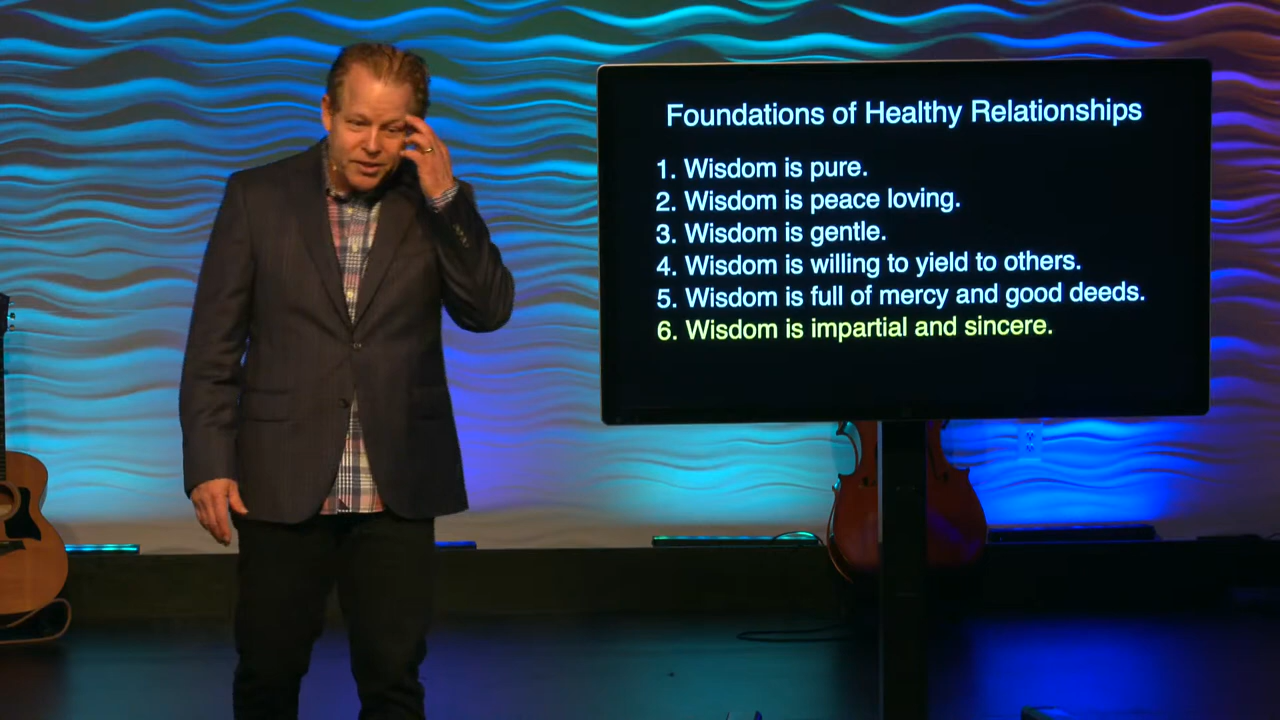 Foundations of Healthy Relationships
1. Wisdom is pure.
2. Wisdom is peace loving.
3. Wisdom is gentle.
4. Wisdom is willing to yield to others.
5. Wisdom is full of mercy and good deeds.
6. Wisdom is impartial and sincere.